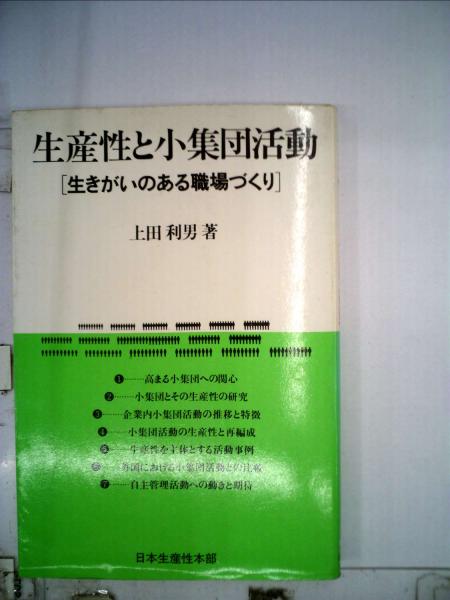 生産性と小集団活動
[生きがいのある職場づくり]
上田利男著
❶……高まる小集団への関心
❷……小集団とその生産性の研究
❸……企業内小集団活動の推移と特徴
❹……小集団活動の生産性と再編成
❺……生産性を主体とする活動事例
❻……外国における小集団活動との比較
❼……自主管理活動への動きと期待
日本生産性本部